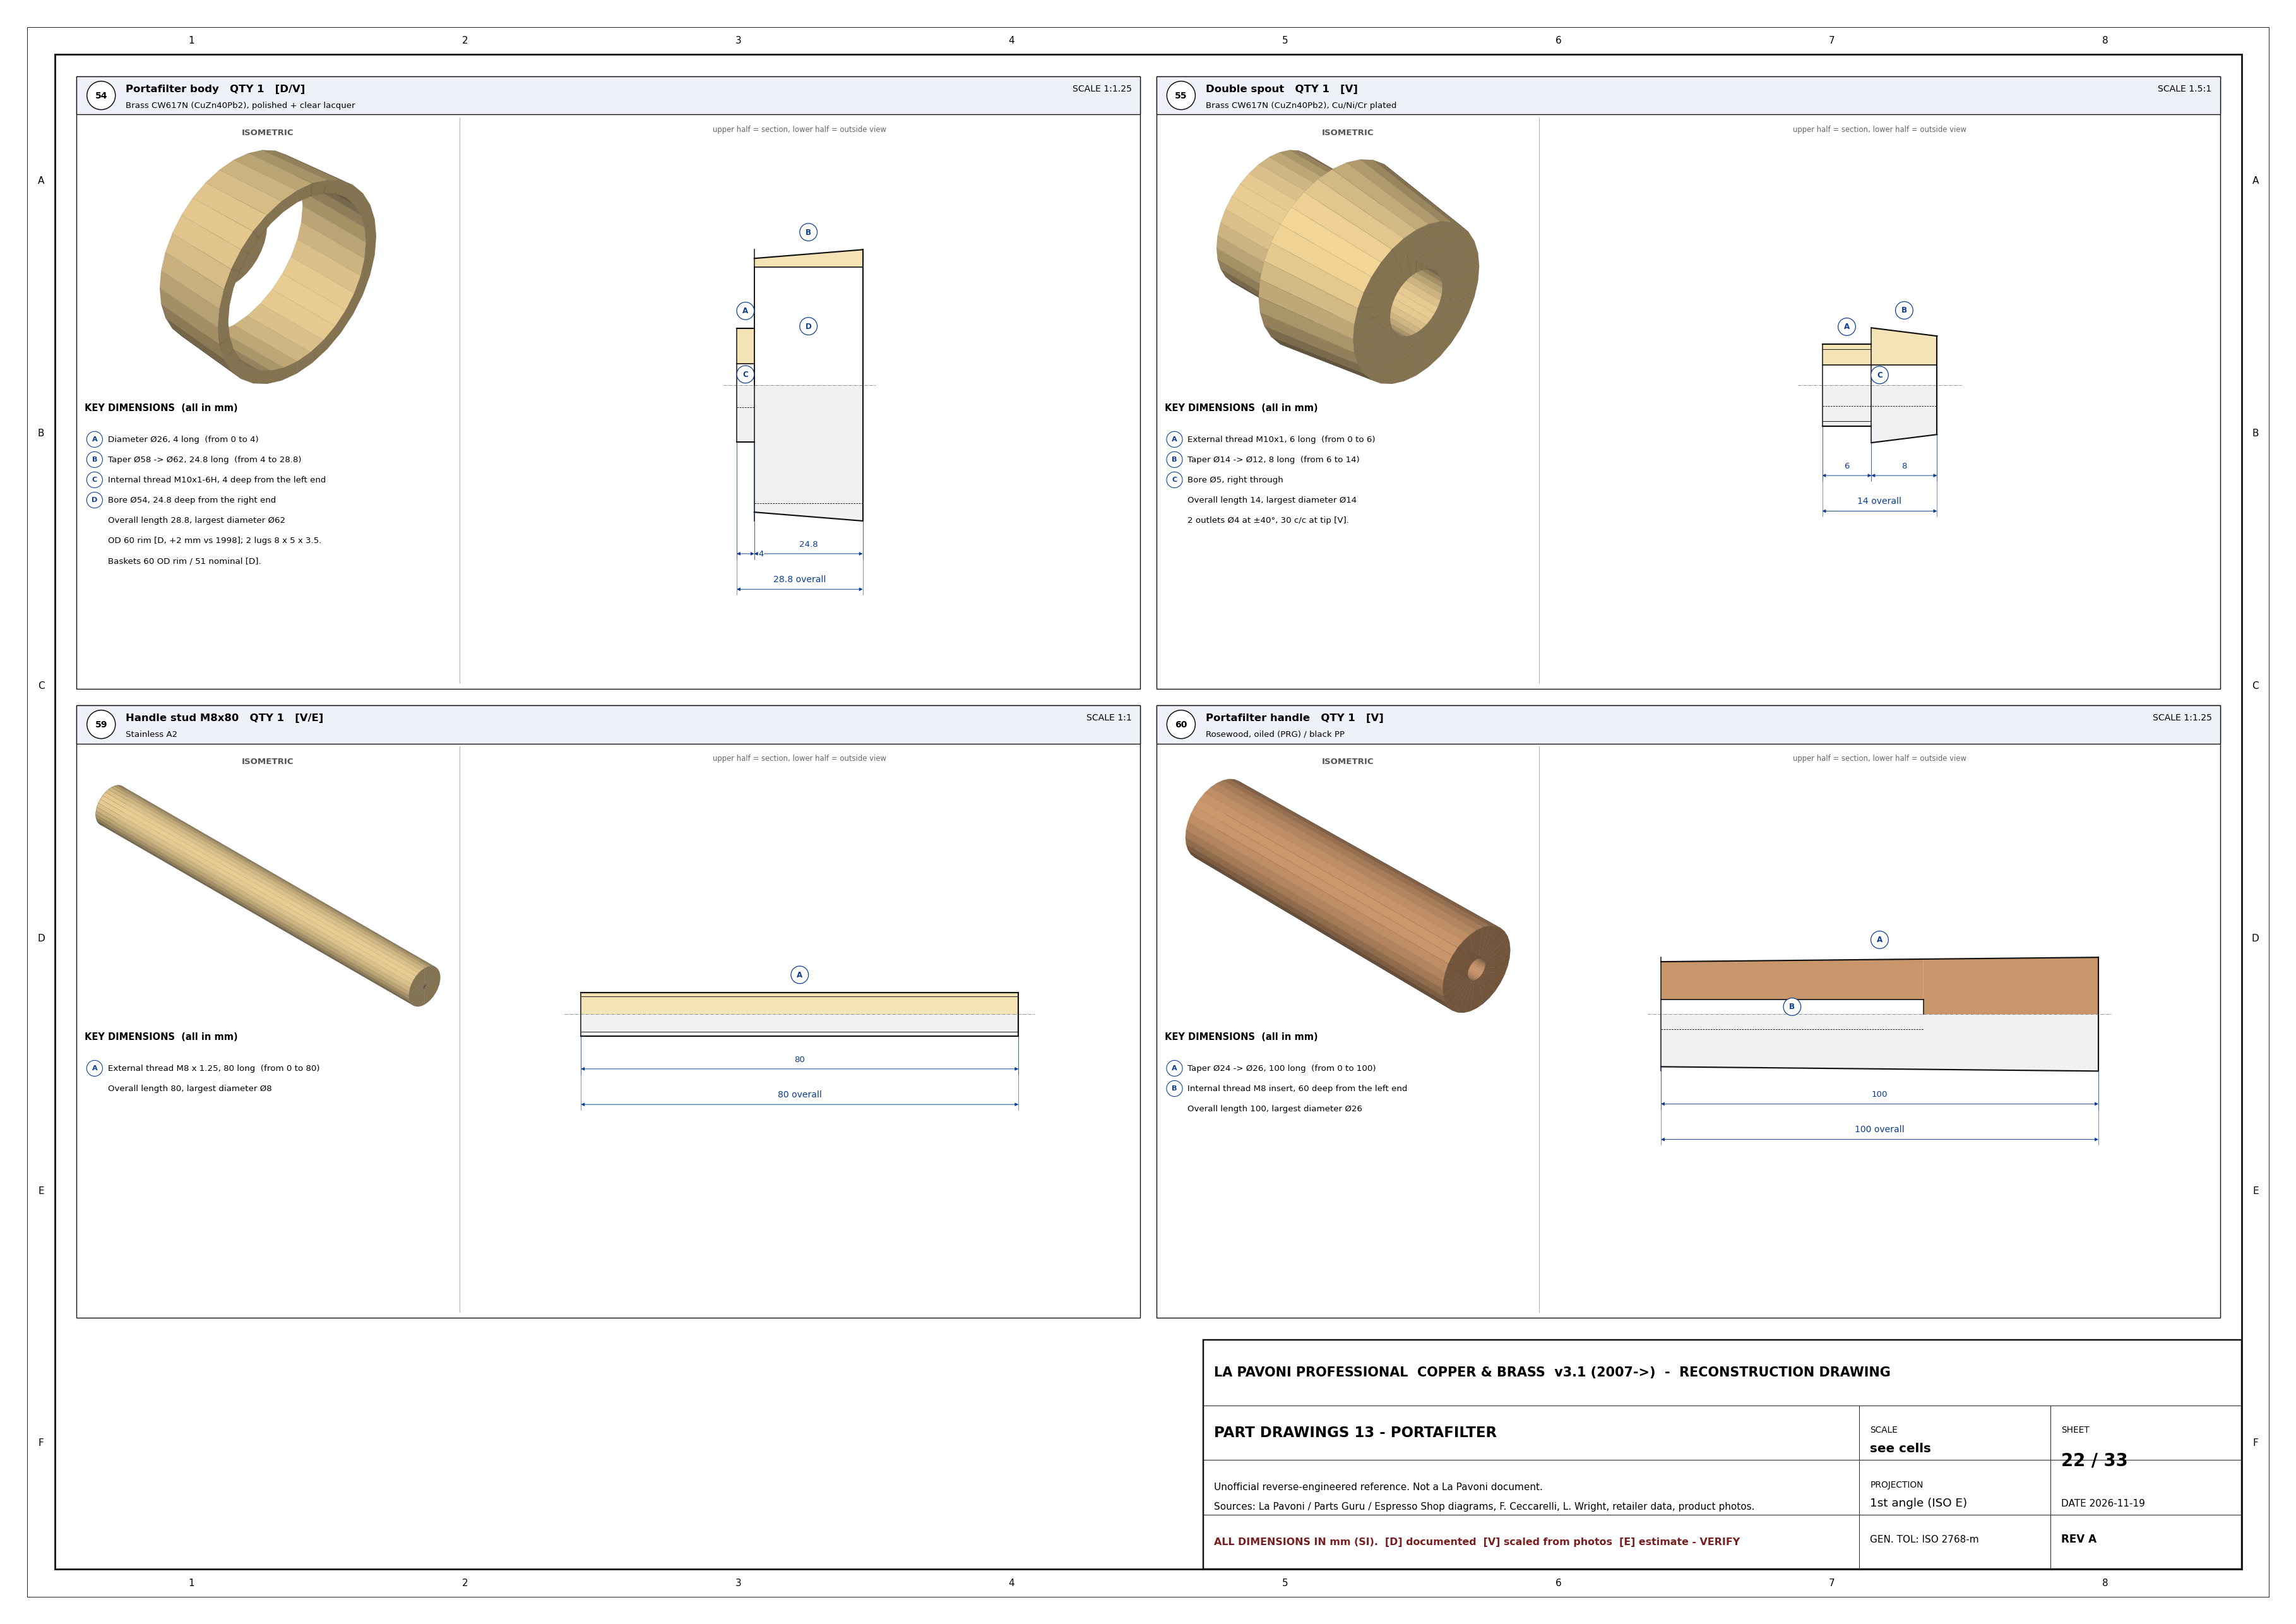 1 2 3 4 5 6 7 8
A A
B B
C C
D D
E E
F F
54 Portafilter body QTY 1 [D/V] SCALE 1:1.25
Brass CW617N (CuZn40Pb2), polished + clear lacquer
ISOMETRIC
upper half = section, lower half = outside view
B
A
D
C
KEY DIMENSIONS (all in mm)
A Diameter Ø26, 4 long (from 0 to 4)
B Taper Ø58 -> Ø62, 24.8 long (from 4 to 28.8)
C Internal thread M10x1-6H, 4 deep from the left end
D Bore Ø54, 24.8 deep from the right end
Overall length 28.8, largest diameter Ø62
OD 60 rim [D, +2 mm vs 1998]; 2 lugs 8 x 5 x 3.5.
Baskets 60 OD rim / 51 nominal [D].
4 24.8
28.8 overall
55 Double spout QTY 1 [V] SCALE 1.5:1
Brass CW617N (CuZn40Pb2), Cu/Ni/Cr plated
ISOMETRIC
upper half = section, lower half = outside view
B
A
C
KEY DIMENSIONS (all in mm)
A External thread M10x1, 6 long (from 0 to 6)
B Taper Ø14 -> Ø12, 8 long (from 6 to 14)
C Bore Ø5, right through
Overall length 14, largest diameter Ø14
2 outlets Ø4 at ±40°, 30 c/c at tip [V].
6 8
14 overall
59 Handle stud M8x80 QTY 1 [V/E] SCALE 1:1
Stainless A2
ISOMETRIC
upper half = section, lower half = outside view
A
KEY DIMENSIONS (all in mm)
A External thread M8 x 1.25, 80 long (from 0 to 80)
Overall length 80, largest diameter Ø8
80
80 overall
60 Portafilter handle QTY 1 [V] SCALE 1:1.25
Rosewood, oiled (PRG) / black PP
ISOMETRIC
upper half = section, lower half = outside view
A
B
KEY DIMENSIONS (all in mm)
A Taper Ø24 -> Ø26, 100 long (from 0 to 100)
B Internal thread M8 insert, 60 deep from the left end
Overall length 100, largest diameter Ø26
100
100 overall
LA PAVONI PROFESSIONAL COPPER & BRASS v3.1 (2007->) - RECONSTRUCTION DRAWING
PART DRAWINGS 13 - PORTAFILTER
SCALE
see cells
SHEET
22 / 33
Unofficial reverse-engineered reference. Not a La Pavoni document.
Sources: La Pavoni / Parts Guru / Espresso Shop diagrams, F. Ceccarelli, L. Wright, retailer data, product photos.
PROJECTION
1st angle (ISO E)
DATE 2026-11-19
ALL DIMENSIONS IN mm (SI). [D] documented [V] scaled from photos [E] estimate - VERIFY
GEN. TOL: ISO 2768-m
REV A
1 2 3 4 5 6 7 8